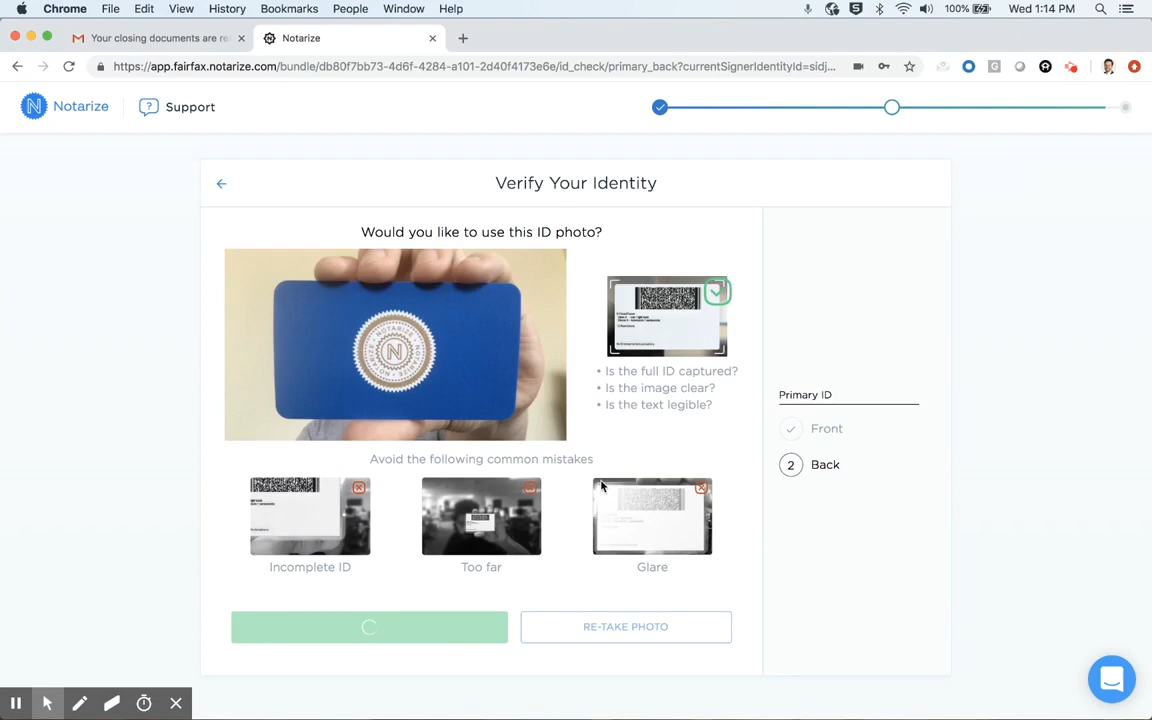 Chrome File Edit View History Bookmarks People Window Help
100% Wed 1:14 PM
Your closing documents are re
Notarize
https://app.fairfax.notarize.com/bundle/db80f7bb73-4d6f-4284-a101-2d40f4173e6e/id_check/primary_back?currentSignerIdentityId=sidj...
Notarize
Support
Verify Your Identity
Would you like to use this ID photo?
NOTARIZE
N
• Is the full ID captured?
• Is the image clear?
• Is the text legible?
Avoid the following common mistakes
Incomplete ID
Too far
Glare
RE-TAKE PHOTO
Primary ID
Front
2 Back